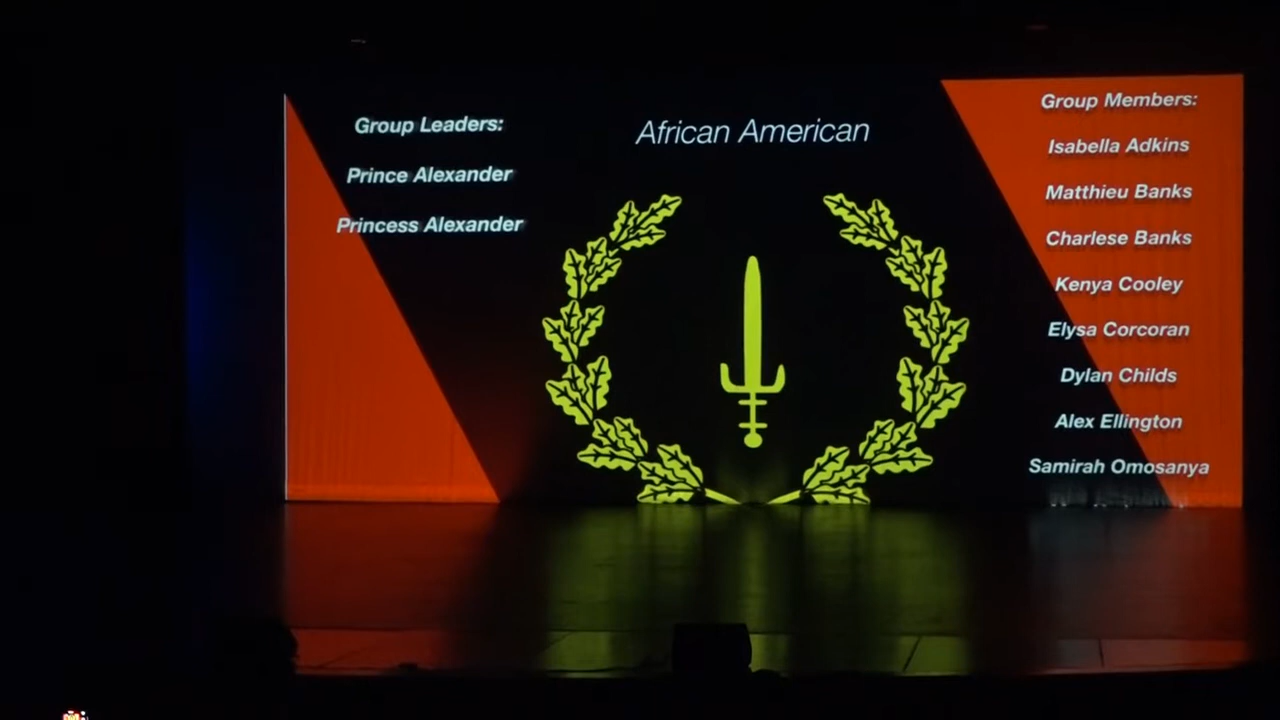 Group Leaders:
Prince Alexander
Princess Alexander
African American
Group Members:
Isabella Adkins
Matthieu Banks
Charlese Banks
Kenya Cooley
Elysa Corcoran
Dylan Childs
Alex Ellington
Samirah Omosanya